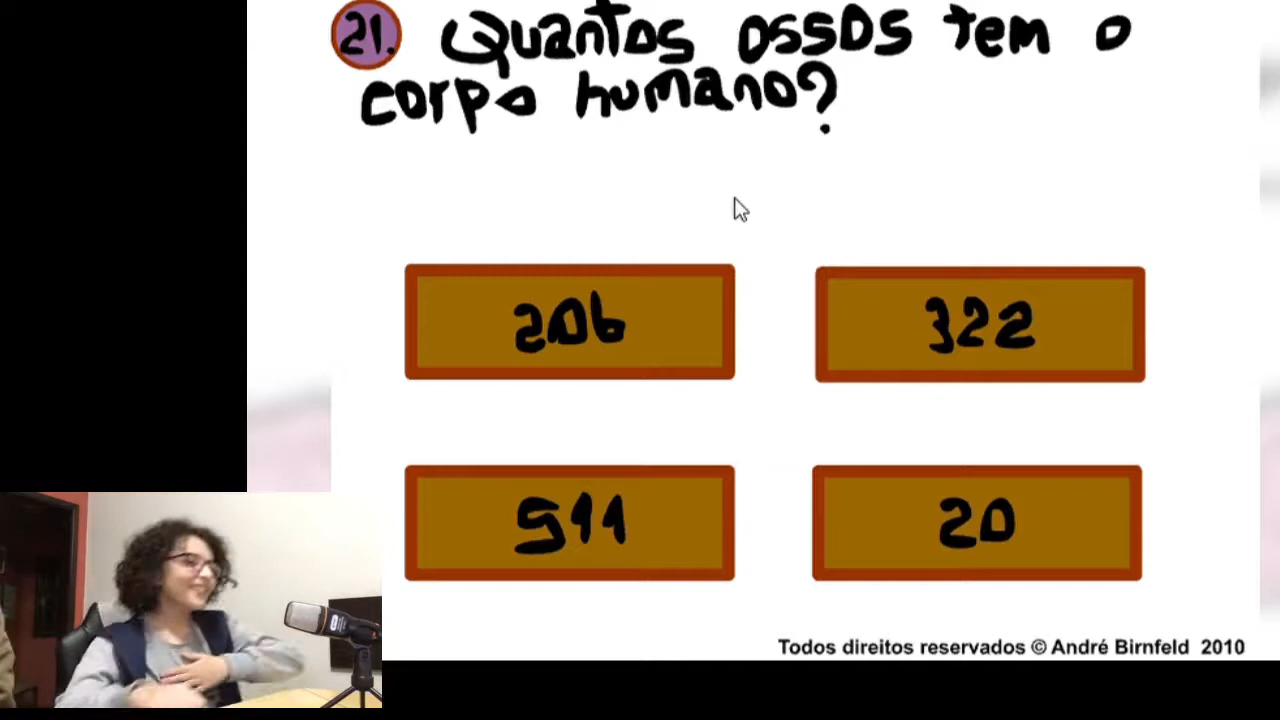 21. Quantos ossos tem o
corpo humano?
206
322
511
20
Todos direitos reservados © André Birnfeld 2010